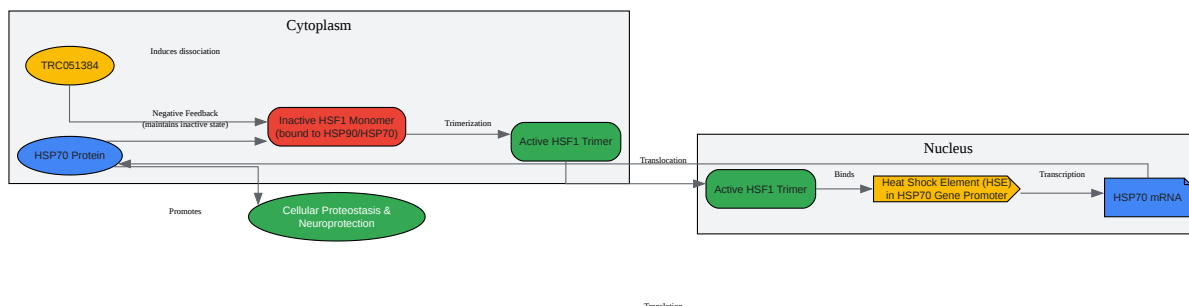 Cytoplasm
Induces dissociation
TRC051384
Negative Feedback
(maintains inactive state)
Inactive HSF1 Monomer
(bound to HSP90/HSP70)
Trimerization
Active HSF1 Trimer
HSP70 Protein
Translocation
Nucleus
Active HSF1 Trimer
Binds
Heat Shock Element (HSE)
in HSP70 Gene Promoter
Transcription
HSP70 mRNA
Promotes
Cellular Proteostasis &
Neuroprotection
Translation